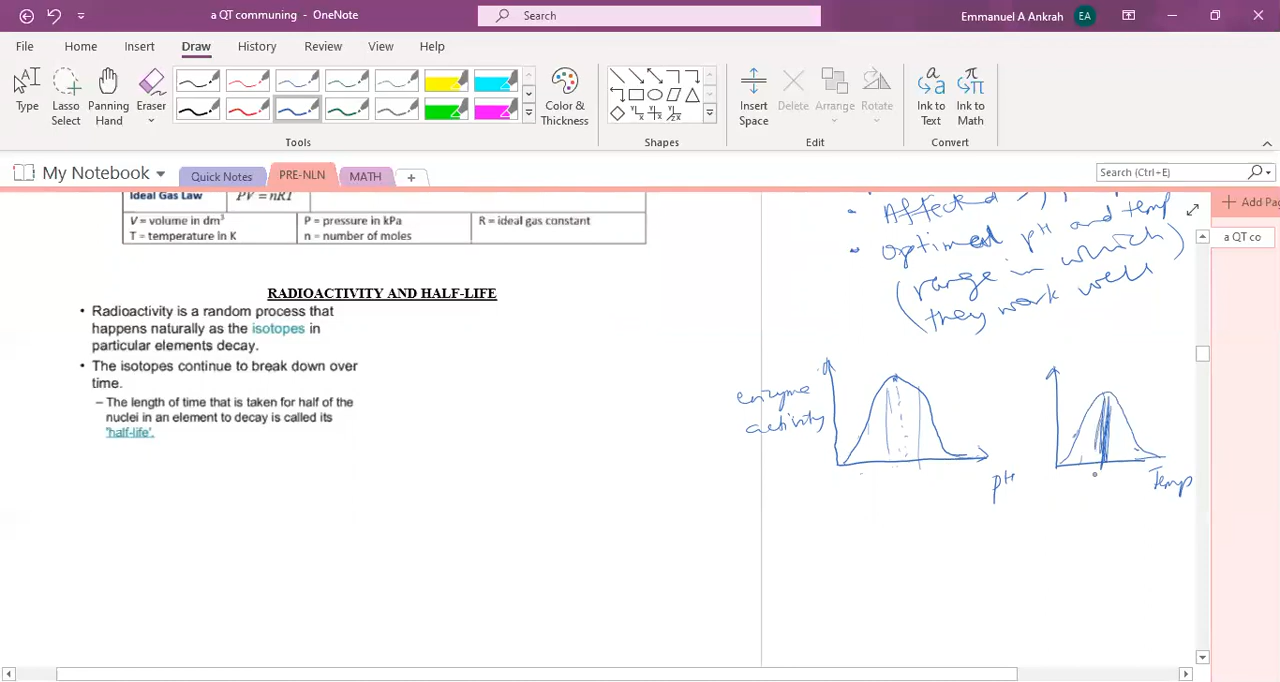 a QT communing - OneNote
Search
Emmanuel A Ankrah
EA
File Home Insert Draw History Review View Help
Type
Lasso Select
Panning Hand
Eraser
Color & Thickness
Insert Space
Delete
Arrange
Rotate
Ink to Text
Ink to Math
Tools
Shapes
Edit
Convert
My Notebook
Quick Notes
PRE-NLN
MATH
Search (Ctrl+E)
Add Pag
a QT co
Ideal Gas Law PV = nRT
V = volume in dm³ P = pressure in kPa R = ideal gas constant
T = temperature in K n = number of moles
RADIOACTIVITY AND HALF-LIFE
• Radioactivity is a random process that
happens naturally as the isotopes in
particular elements decay.
• The isotopes continue to break down over
time.
– The length of time that is taken for half of the
nuclei in an element to decay is called its
'half-life'.
• Affected pH and temp
• optimal pH
(range in which
they work well)
enzyme
activity
pH
Temp